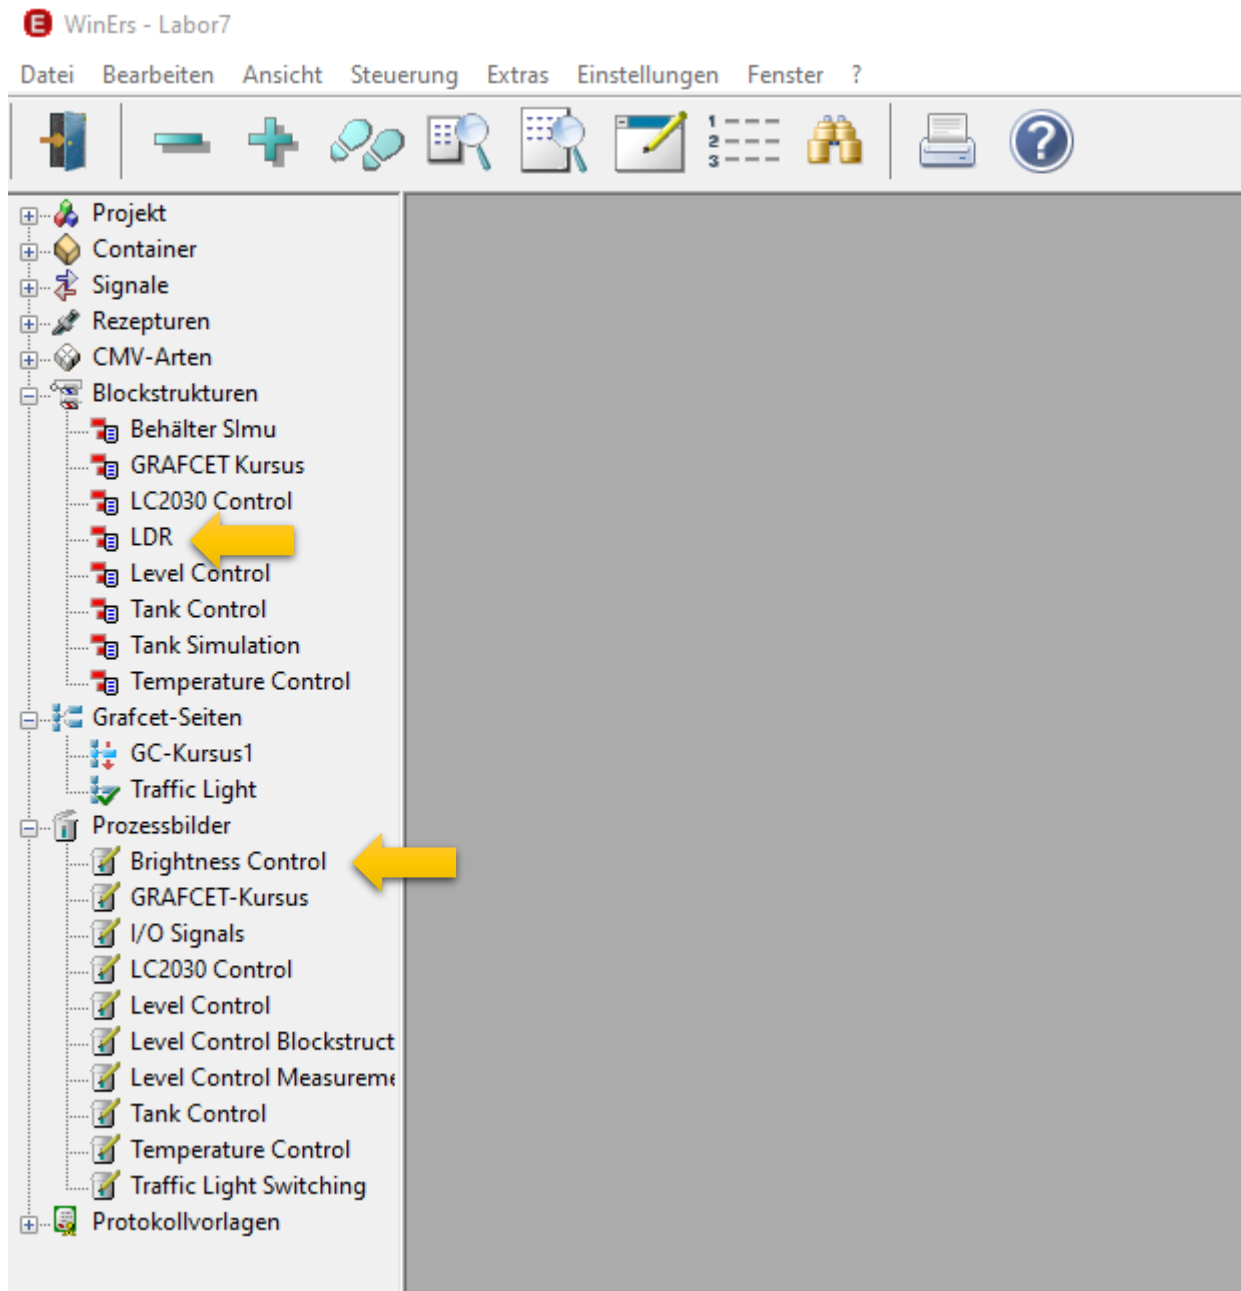 WinErs - Labor7
Datei Bearbeiten Ansicht Steuerung Extras Einstellungen Fenster ?
1
2
3
?
Projekt
Container
Signale
Rezepturen
CMV-Arten
Blockstrukturen
Behälter SImu
GRAFCET Kursus
LC2030 Control
LDR
Level Control
Tank Control
Tank Simulation
Temperature Control
Grafcet-Seiten
GC-Kursus1
Traffic Light
Prozessbilder
Brightness Control
GRAFCET-Kursus
I/O Signals
LC2030 Control
Level Control
Level Control Blockstruct
Level Control Measureme
Tank Control
Temperature Control
Traffic Light Switching
Protokollvorlagen